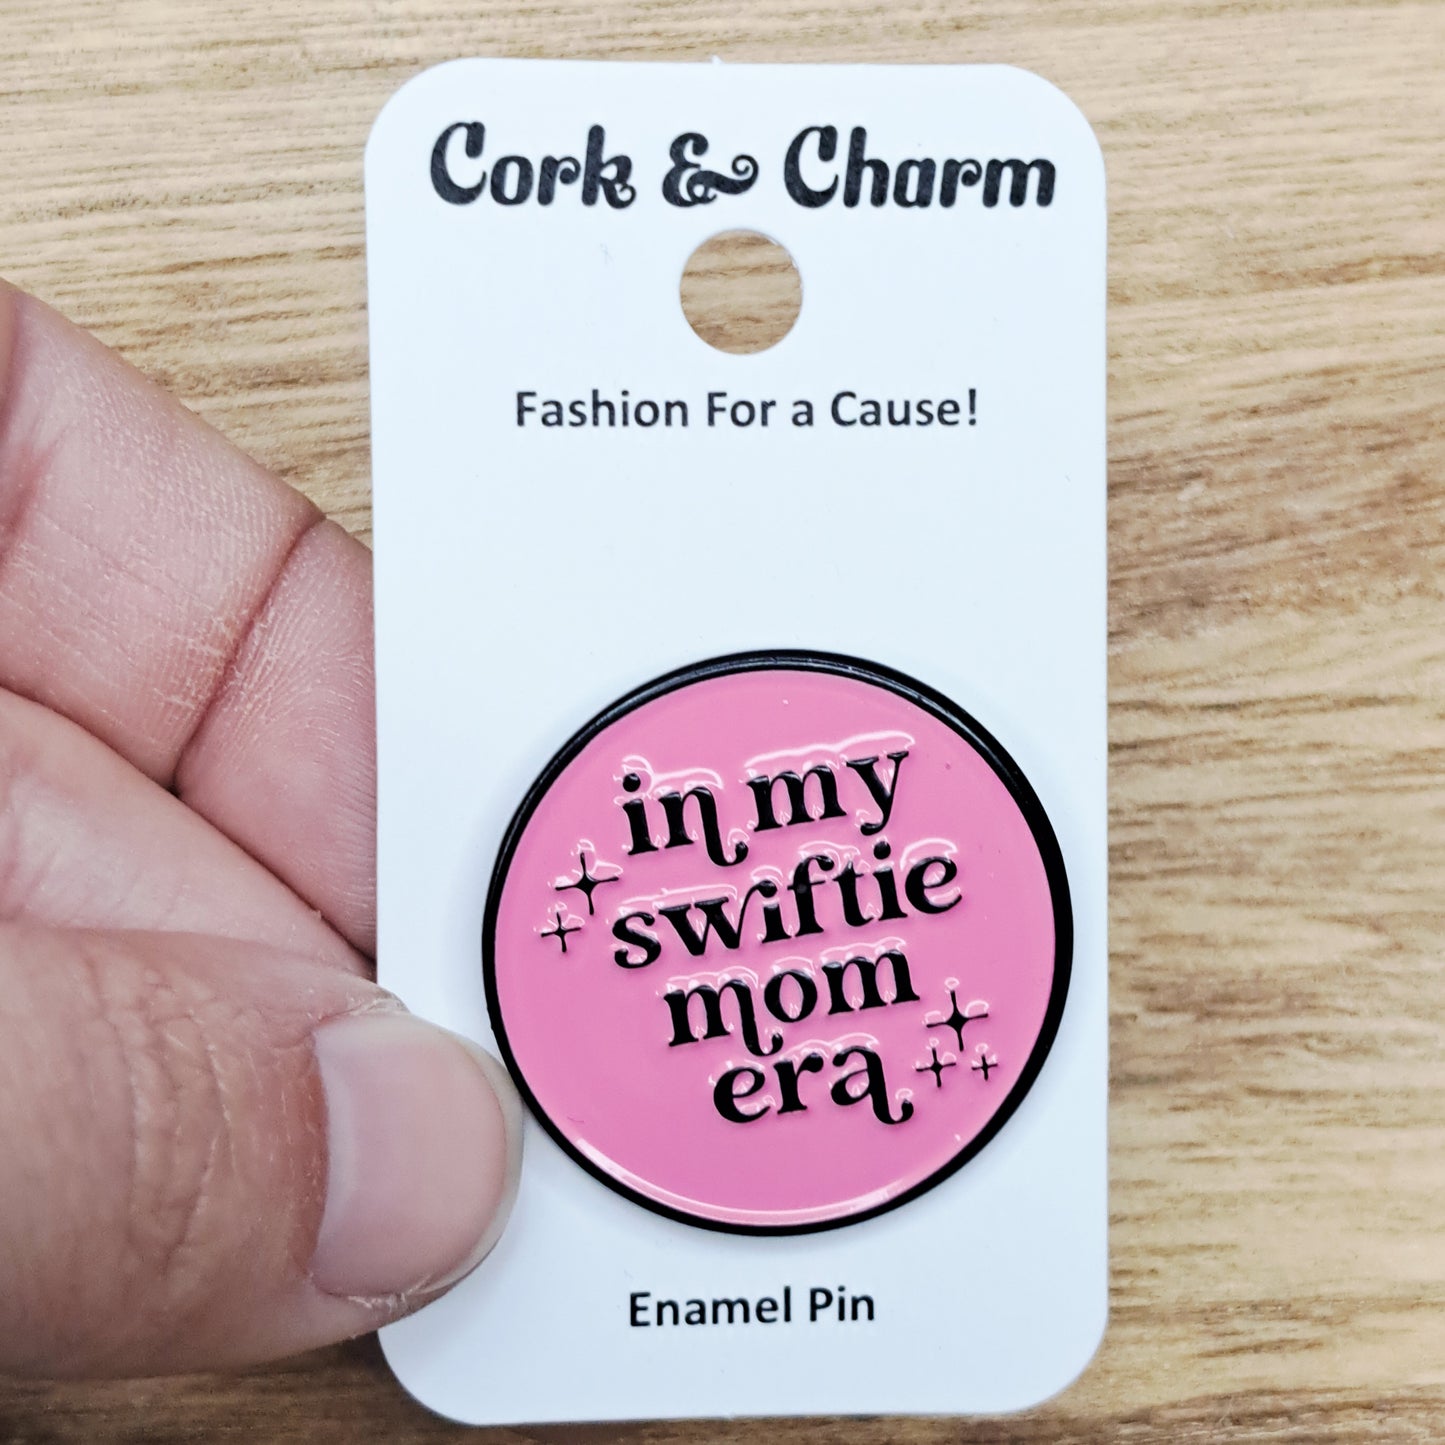 Cork & Charm
Fashion For a Cause!
in my
swiftie
mom
era
Enamel Pin